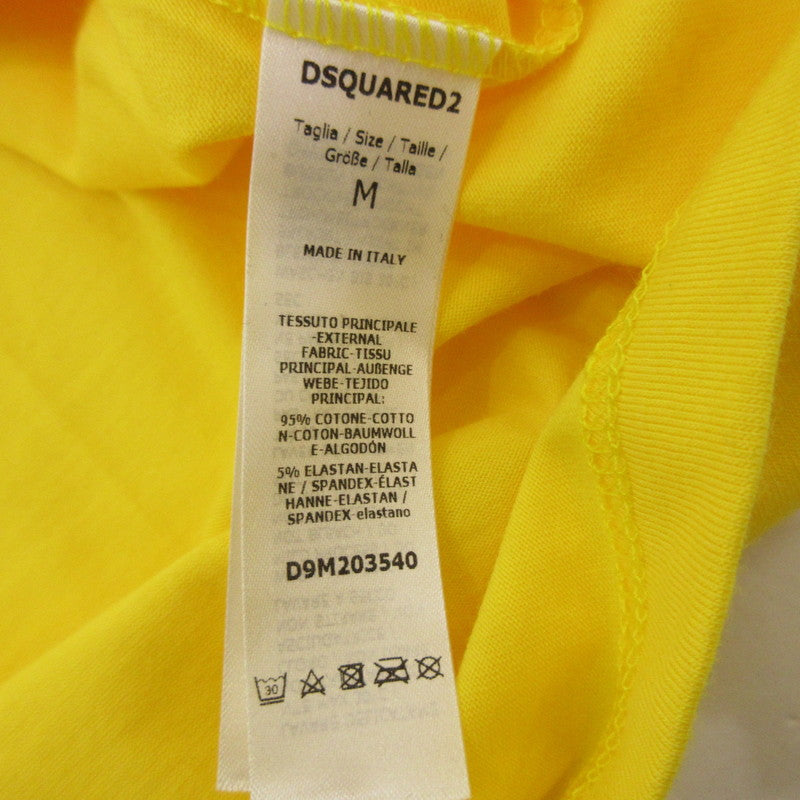 DSQUARED2
Taglia / Size / Taille /
Größe / Talla
M
MADE IN ITALY
TESSUTO PRINCIPALE
-EXTERNAL
FABRIC-TISSU
PRINCIPAL-AUßENGE
WEBE-TEJIDO
PRINCIPAL:
95% COTONE-COTTO
N-COTON-BAUMWOLL
E-ALGODÓN
5% ELASTAN-ELASTA
NE / SPANDEX-ÉLAST
HANNE-ELASTAN /
SPANDEX-elastano
D9M203540
30